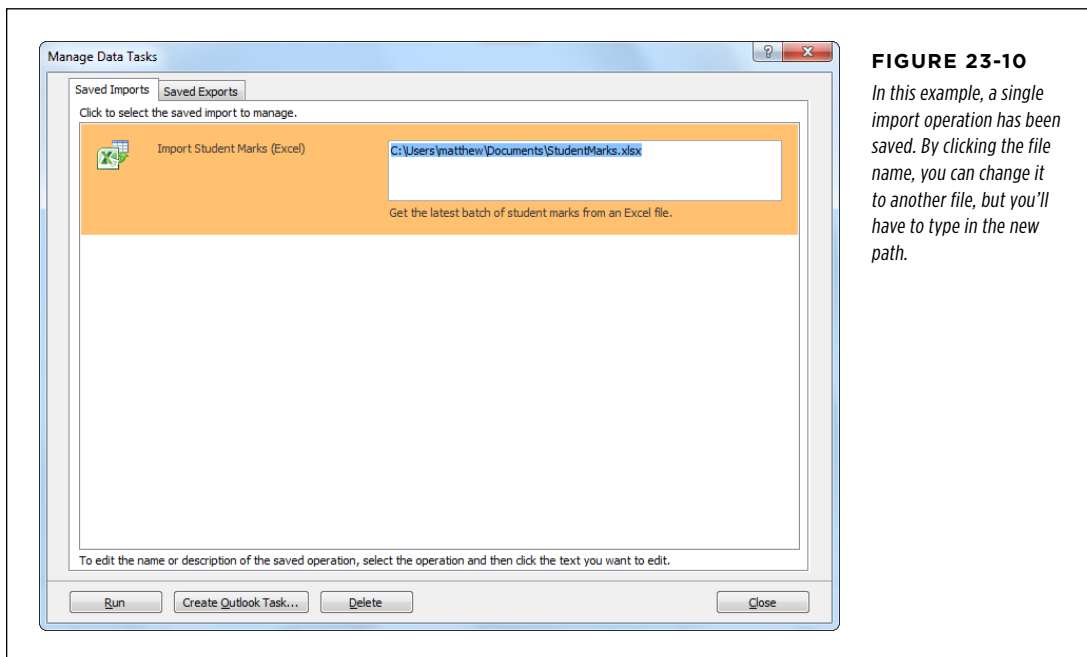 Manage Data Tasks
Saved Imports
Saved Exports
Click to select the saved import to manage.
Import Student Marks (Excel)
C:\Users\matthew\Documents\StudentMarks.xlsx
Get the latest batch of student marks from an Excel file.
To edit the name or description of the saved operation, select the operation and then click the text you want to edit.
Run
Create Outlook Task...
Delete
Close
FIGURE 23-10
In this example, a single
import operation has been
saved. By clicking the file
name, you can change it
to another file, but you’ll
have to type in the new
path.